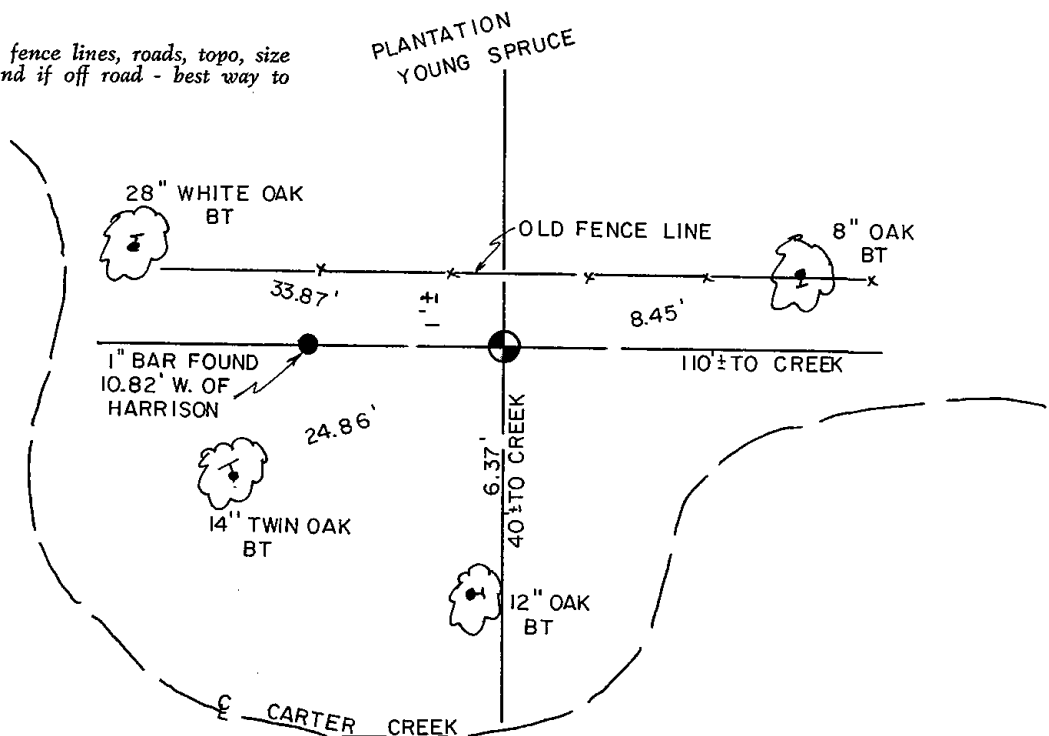 fence lines, roads, topo, size
nd if off road - best way to
PLANTATION
YOUNG SPRUCE
28" WHITE OAK
BT
OLD FENCE LINE
8" OAK
BT
33.87'
8.45'
1" BAR FOUND
10.82' W. OF
HARRISON
110'± TO CREEK
24.86'
6.37'
40'± TO CREEK
14" TWIN OAK
BT
12" OAK
BT
CARTER CREEK